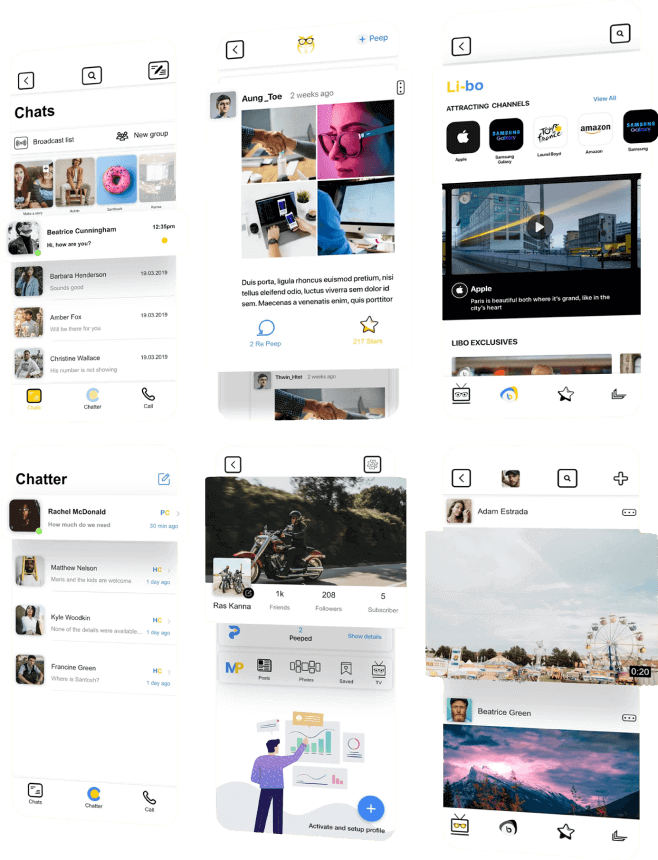 Chats
Broadcast list
New group
Make a story
Sanitours
Beatrice Cunningham
12:35pm
Hi, how are you?
Barbara Henderson
19.03.2019
Sounds good
Amber Fox
19.03.2019
Will be there for you
Christine Wallace
19.03.2019
His number is not showing
Chats
Chatter
Call
+ Peep
Aung_Toe 2 weeks ago
Duis porta, ligula rhoncus euismod pretium, nisi
tellus eleifend odio, luctus viverra sem dolor id
sem. Maecenas a venenatis enim, quis porttitor
2 Re Peep
217 Stars
Thwin_Htet 2 weeks ago
Li-bo
ATTRACTING CHANNELS
View All
SAMSUNG
Galaxy
amazon
SAMSUNG
Galaxy
Apple
Samsung
Galaxy
Laurel Boyd
Amazon
Samsung
Apple
Paris is beautiful both where it's grand, like in the
city's heart
LIBO EXCLUSIVES
Chatter
Rachel McDonald
PC
How much do we need
30 min ago
Matthew Nelson
HC
Maris and the kids are welcome
1 day ago
Kyle Woodkin
HC
None of the details were available...
1 day ago
Francine Green
HC
Where is Santosh?
1 day ago
Chats
Chatter
Call
Ras Kanna
1k
Friends
208
Followers
5
Subscriber
2
Peeped
Show details
MP
Posts
Photos
Saved
TV
+
Activate and setup profile
Adam Estrada
0:20
Beatrice Green